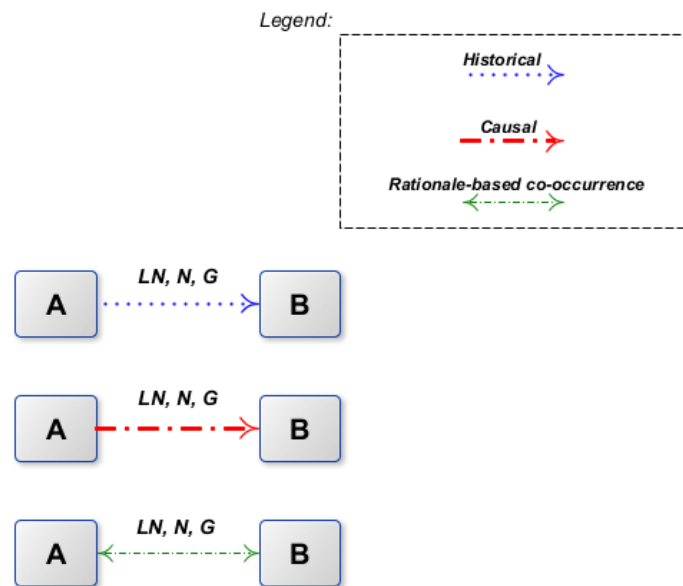 Legend:
Historical
Causal
Rationale-based co-occurrence
LN, N, G
A B
LN, N, G
A B
LN, N, G
A B